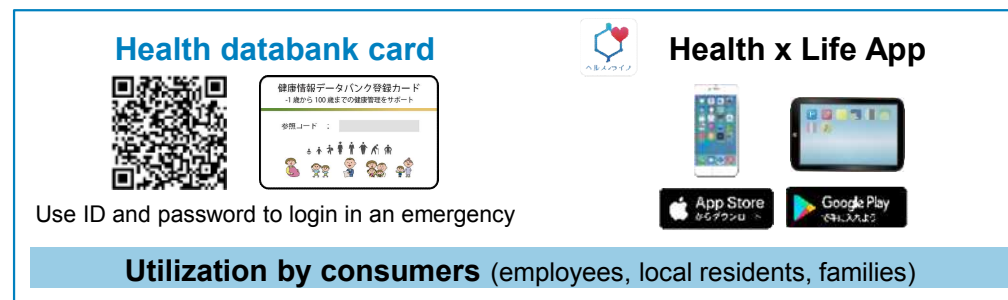 Health databank card
Health x Life App
ヘルス×ライフ
健康情報データバンク登録カード
-1 歳から 100 歳までの健康管理をサポート
参照コード :
Use ID and password to login in an emergency
App Store
からダウンロード
Google Play
で手に入れよう
Utilization by consumers (employees, local residents, families)